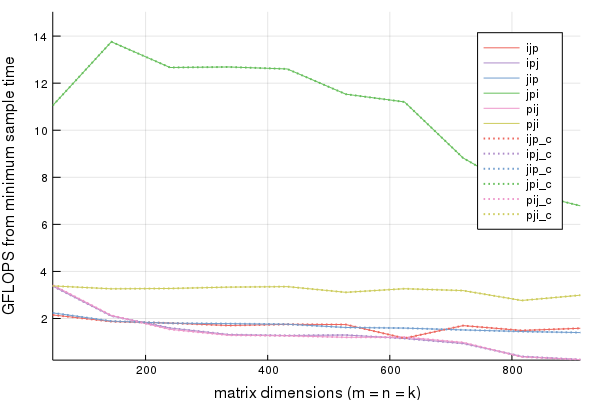 GFLOPS from minimum sample time
14
12
10
8
6
4
2
200
400
600
800
matrix dimensions (m = n = k)
ijp
ipj
jip
jpi
pij
pji
ijp_c
ipj_c
jip_c
jpi_c
pij_c
pji_c